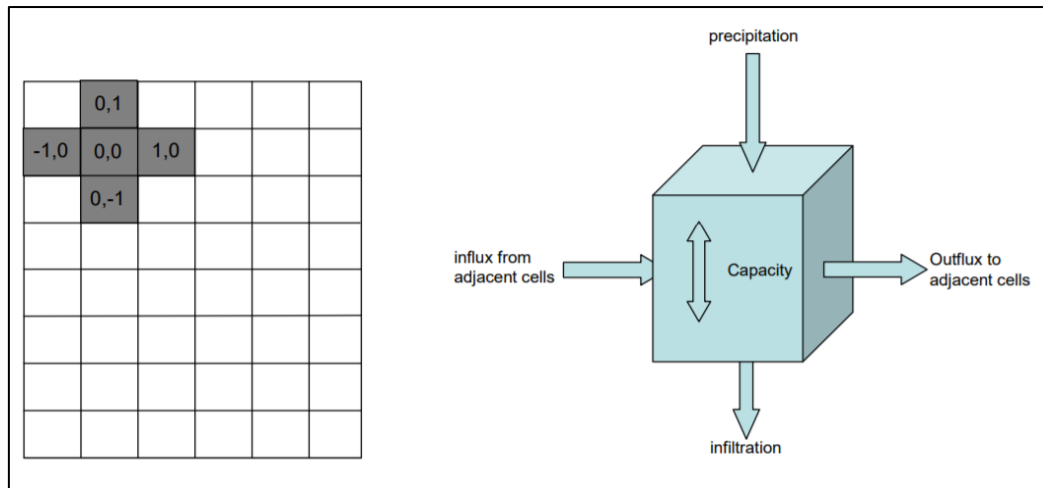 0,1
-1,0 0,0 1,0
0,-1
precipitation
influx from
adjacent cells
Capacity
Outflux to
adjacent cells
infiltration